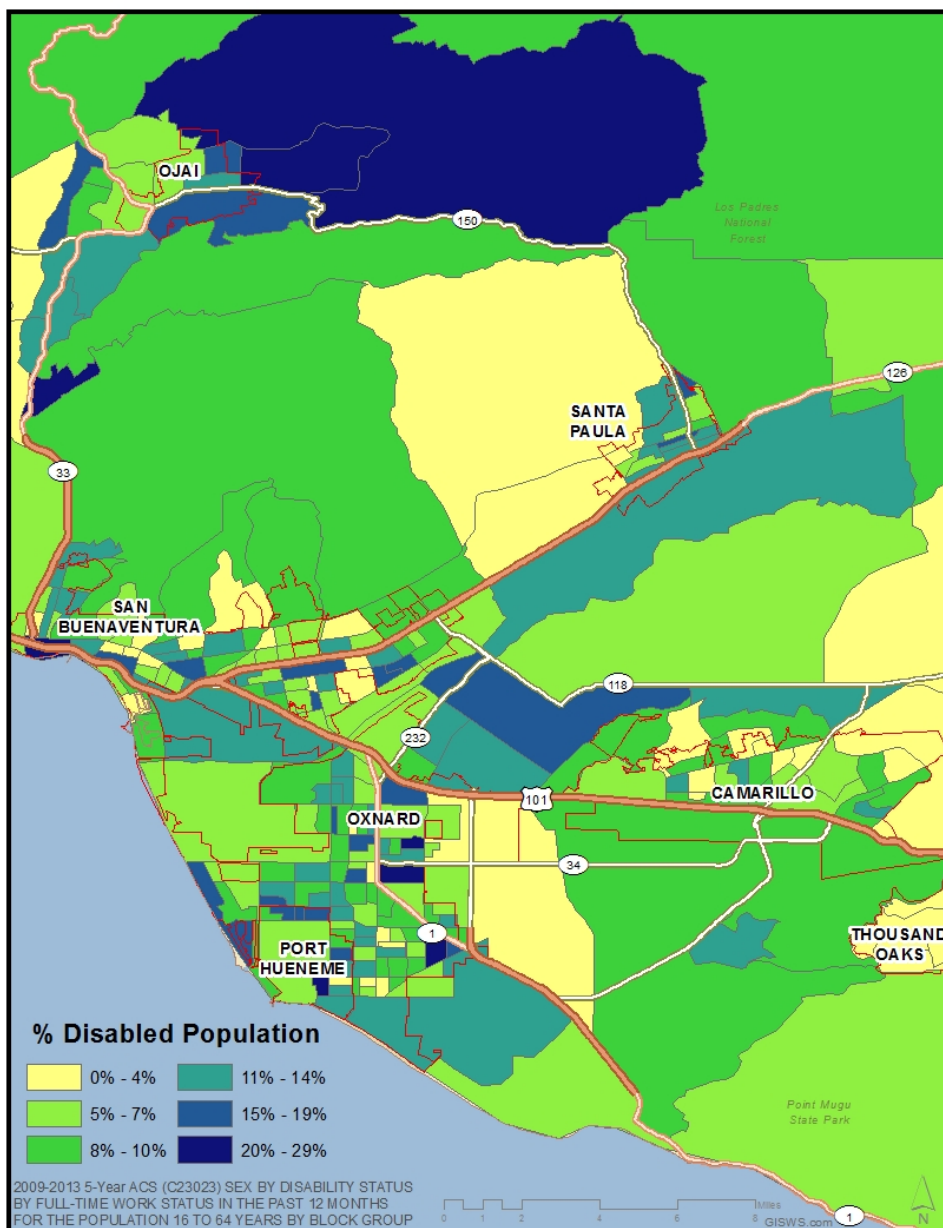 OJAI
150
Los Padres
National
Forest
126
SANTA
PAULA
33
SAN
BUENAVENTURA
118
232
101
CAMARILLO
OXNARD
34
1
THOUSAND
OAKS
PORT
HUENEME
% Disabled Population
0% - 4%
11% - 14%
5% - 7%
15% - 19%
8% - 10%
20% - 29%
Point Mugu
State Park
2009-2013 5-Year ACS (C23023) SEX BY DISABILITY STATUS
BY FULL-TIME WORK STATUS IN THE PAST 12 MONTHS
FOR THE POPULATION 16 TO 64 YEARS BY BLOCK GROUP
Miles
0 1 2 4 6 8
GISWS.com
1
N